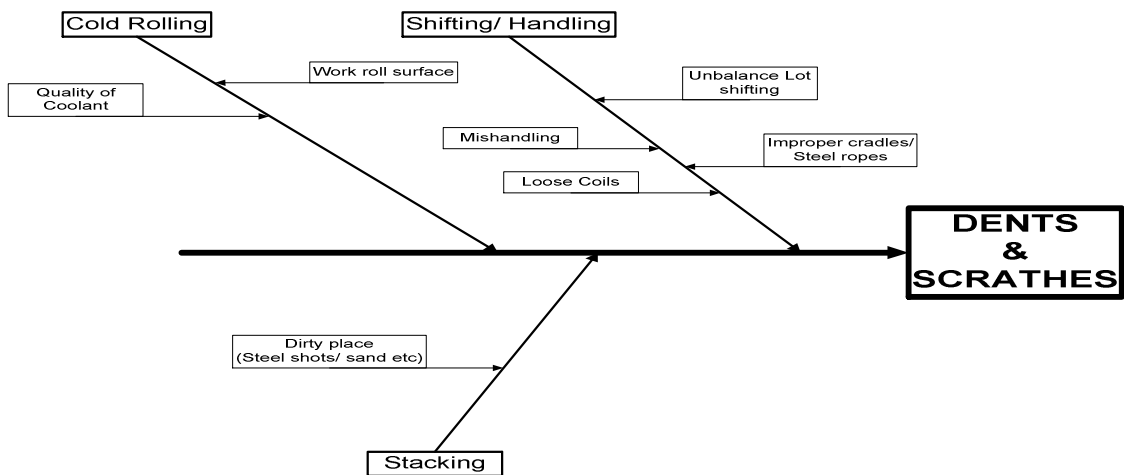 Cold Rolling
Shifting/ Handling
Work roll surface
Quality of
Coolant
Unbalance Lot
shifting
Mishandling
Improper cradles/
Steel ropes
Loose Coils
DENTS
&
SCRATHES
Dirty place
(Steel shots/ sand etc)
Stacking